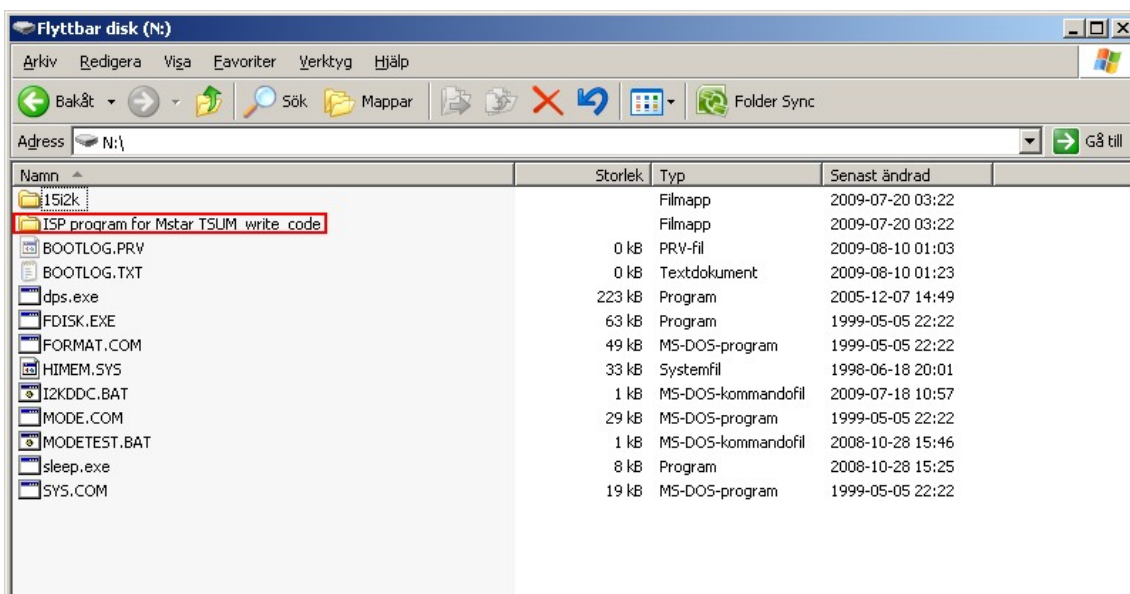 Flyttbar disk (N:)
Arkiv Redigera Visa Favoriter Verktyg Hjälp
Bakåt Sök Mappar Folder Sync
Adress N:\ Gå till
Namn Storlek Typ Senast ändrad
15i2k Filmapp 2009-07-20 03:22
ISP program for Mstar TSUM write code Filmapp 2009-07-20 03:22
BOOTLOG.PRV 0 kB PRV-fil 2009-08-10 01:03
BOOTLOG.TXT 0 kB Textdokument 2009-08-10 01:23
dps.exe 223 kB Program 2005-12-07 14:49
FDISK.EXE 63 kB Program 1999-05-05 22:22
FORMAT.COM 49 kB MS-DOS-program 1999-05-05 22:22
HIMEM.SYS 33 kB Systemfil 1998-06-18 20:01
I2KDDC.BAT 1 kB MS-DOS-kommandofil 2009-07-18 10:57
MODE.COM 29 kB MS-DOS-program 1999-05-05 22:22
MODETEST.BAT 1 kB MS-DOS-kommandofil 2008-10-28 15:46
sleep.exe 8 kB Program 2008-10-28 15:25
SYS.COM 19 kB MS-DOS-program 1999-05-05 22:22